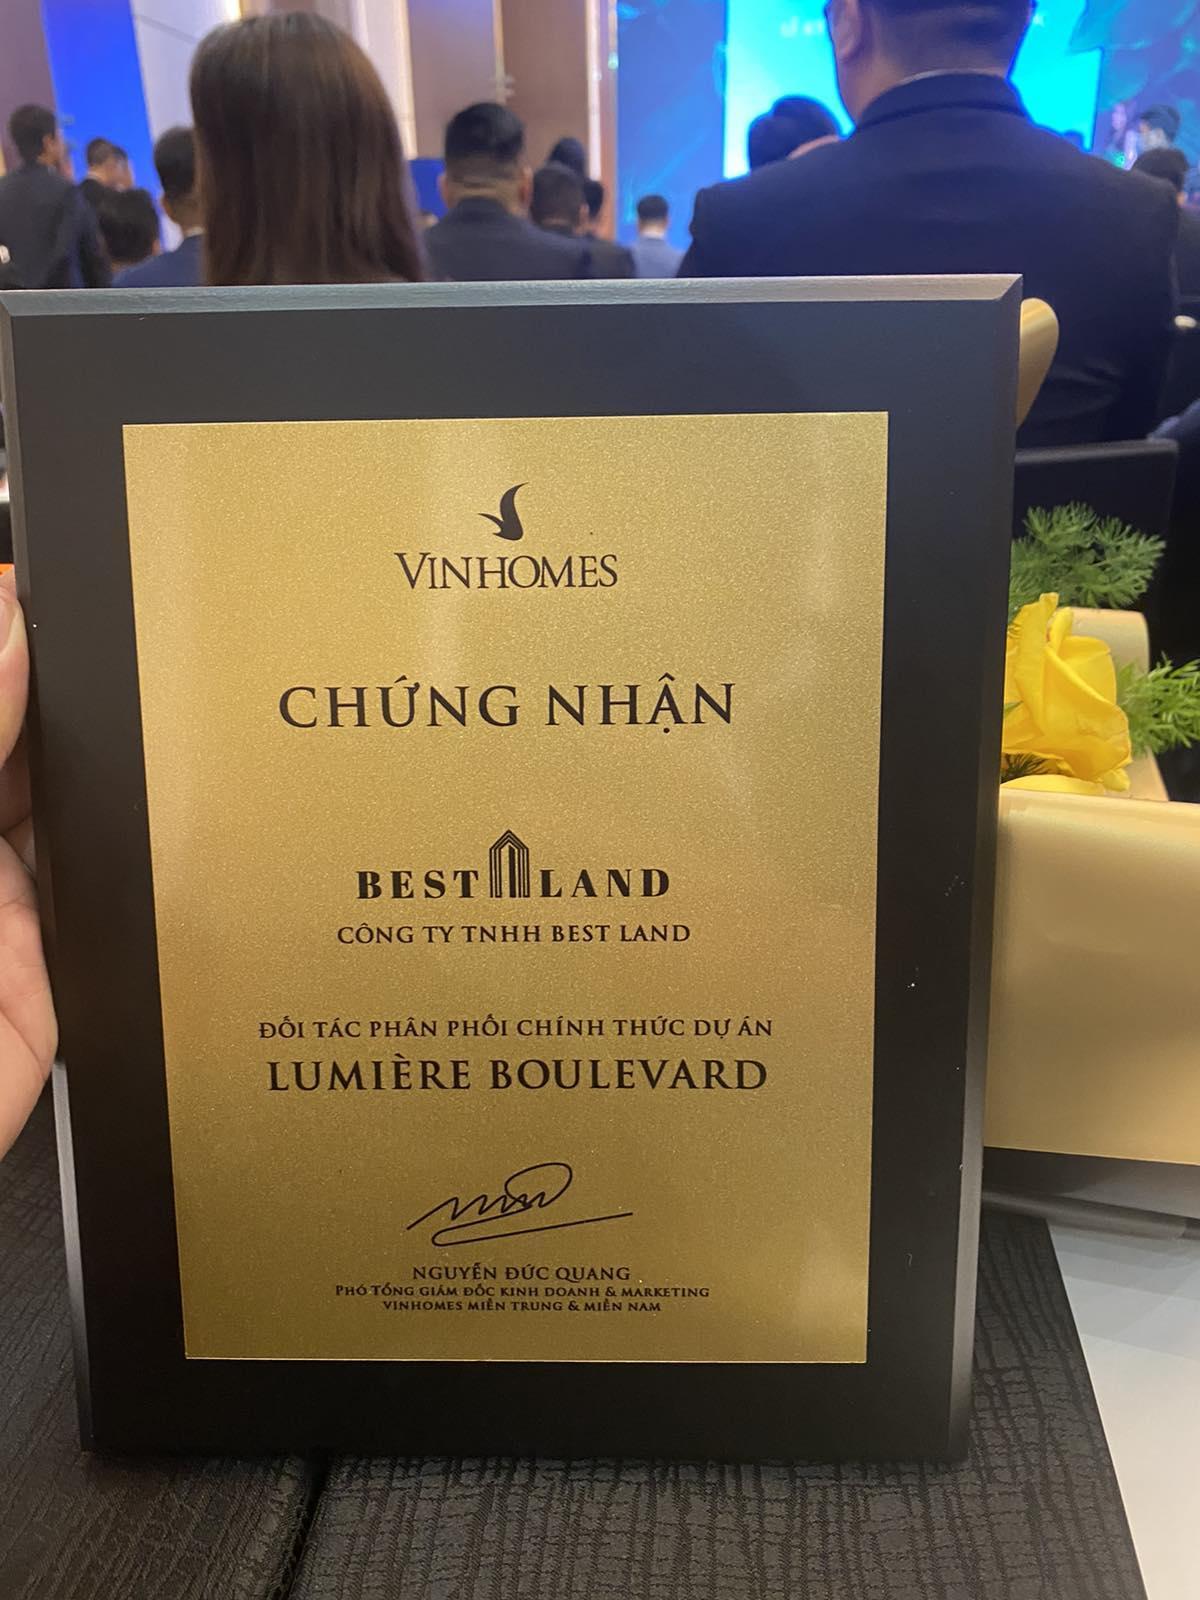 VINHOMES
CHỨNG NHẬN
BEST LAND
CÔNG TY TNHH BEST LAND
ĐỐI TÁC PHÂN PHỐI CHÍNH THỨC DỰ ÁN
LUMIÈRE BOULEVARD
NGUYỄN ĐỨC QUANG
PHÓ TỔNG GIÁM ĐỐC KINH DOANH & MARKETING
VINHOMES MIỀN TRUNG & MIỀN NAM